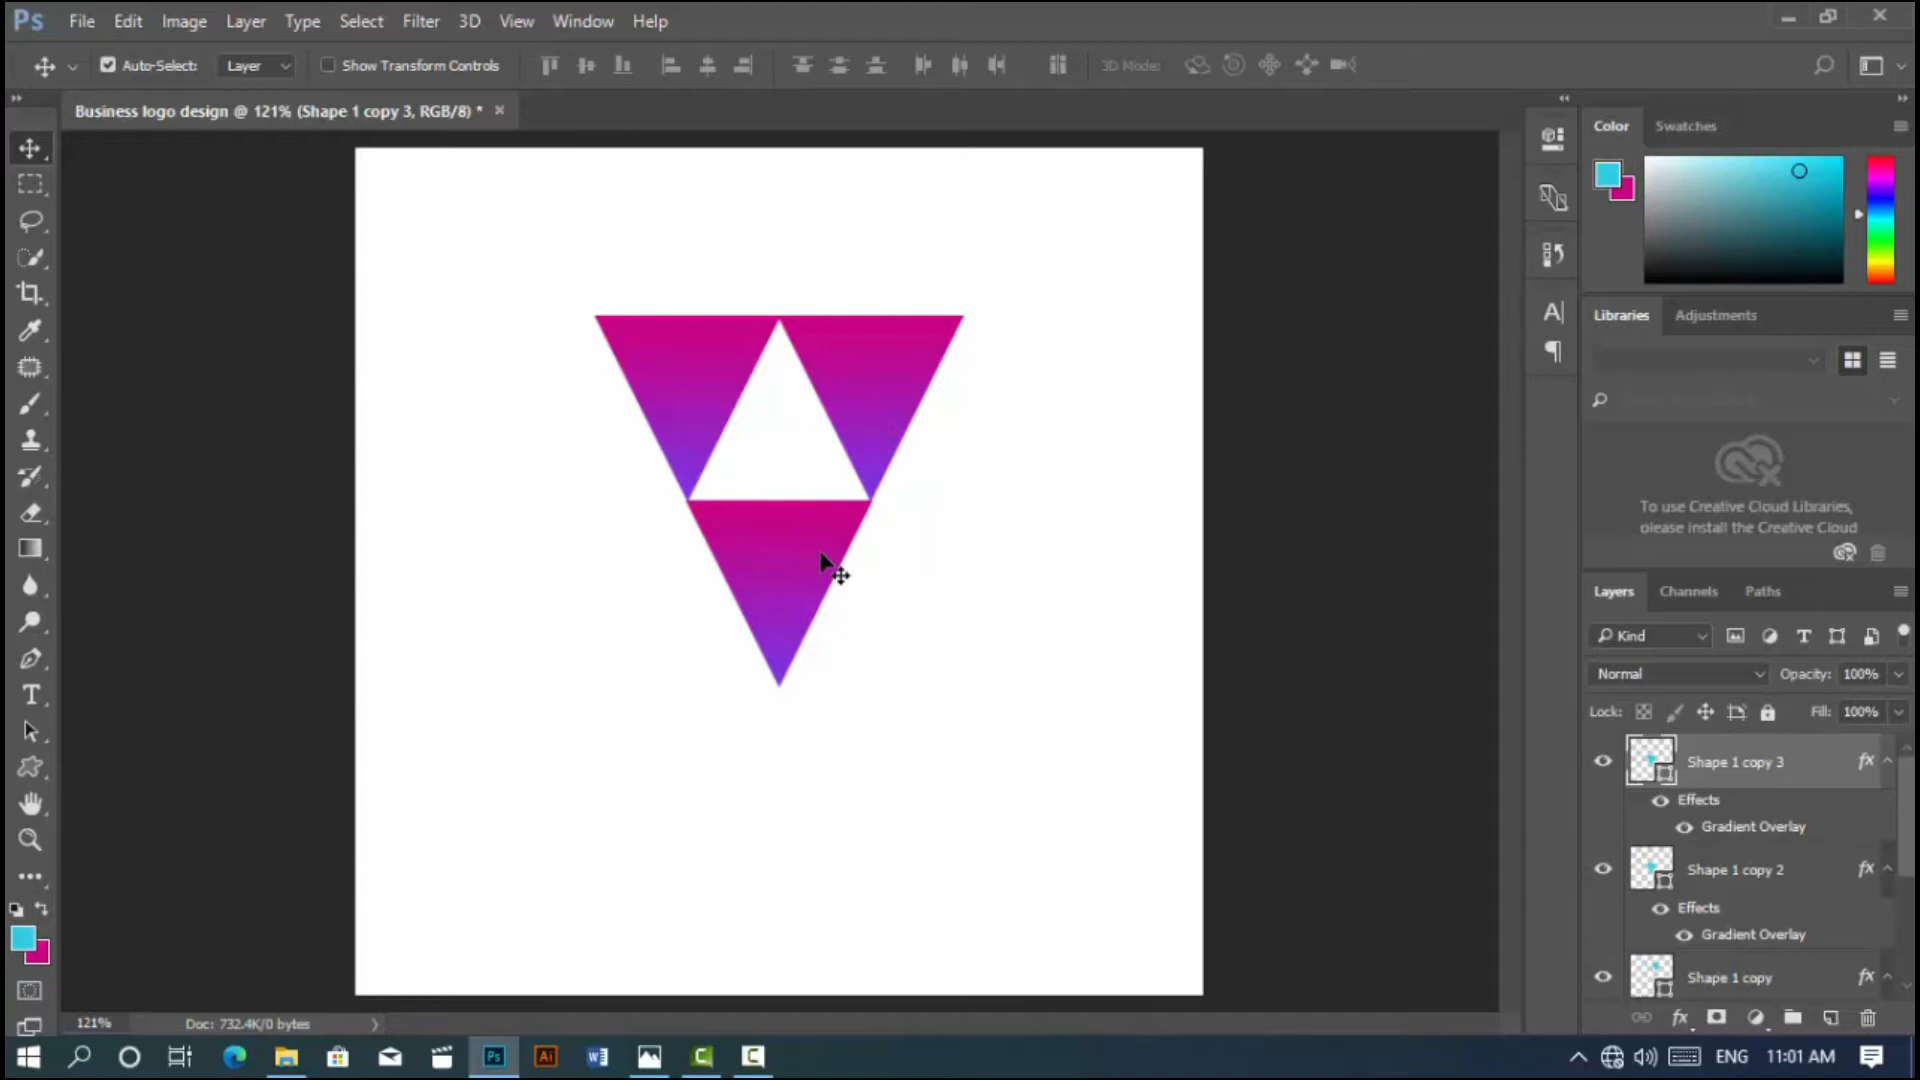 Ps File Edit Image Layer Type Select Filter 3D View Window Help
Auto-Select: Layer Show Transform Controls 3D Mode:
Business logo design @ 121% (Shape 1 copy 3, RGB/8) * ×
Color Swatches
Libraries Adjustments
To use Creative Cloud Libraries,
please install the Creative Cloud
Layers Channels Paths
Kind
Normal Opacity: 100%
Lock: Fill: 100%
Shape 1 copy 3 fx
Effects
Gradient Overlay
Shape 1 copy 2 fx
Effects
Gradient Overlay
Shape 1 copy fx
121% Doc: 732.4K/0 bytes
fx
Ps Ai ENG 11:01 AM